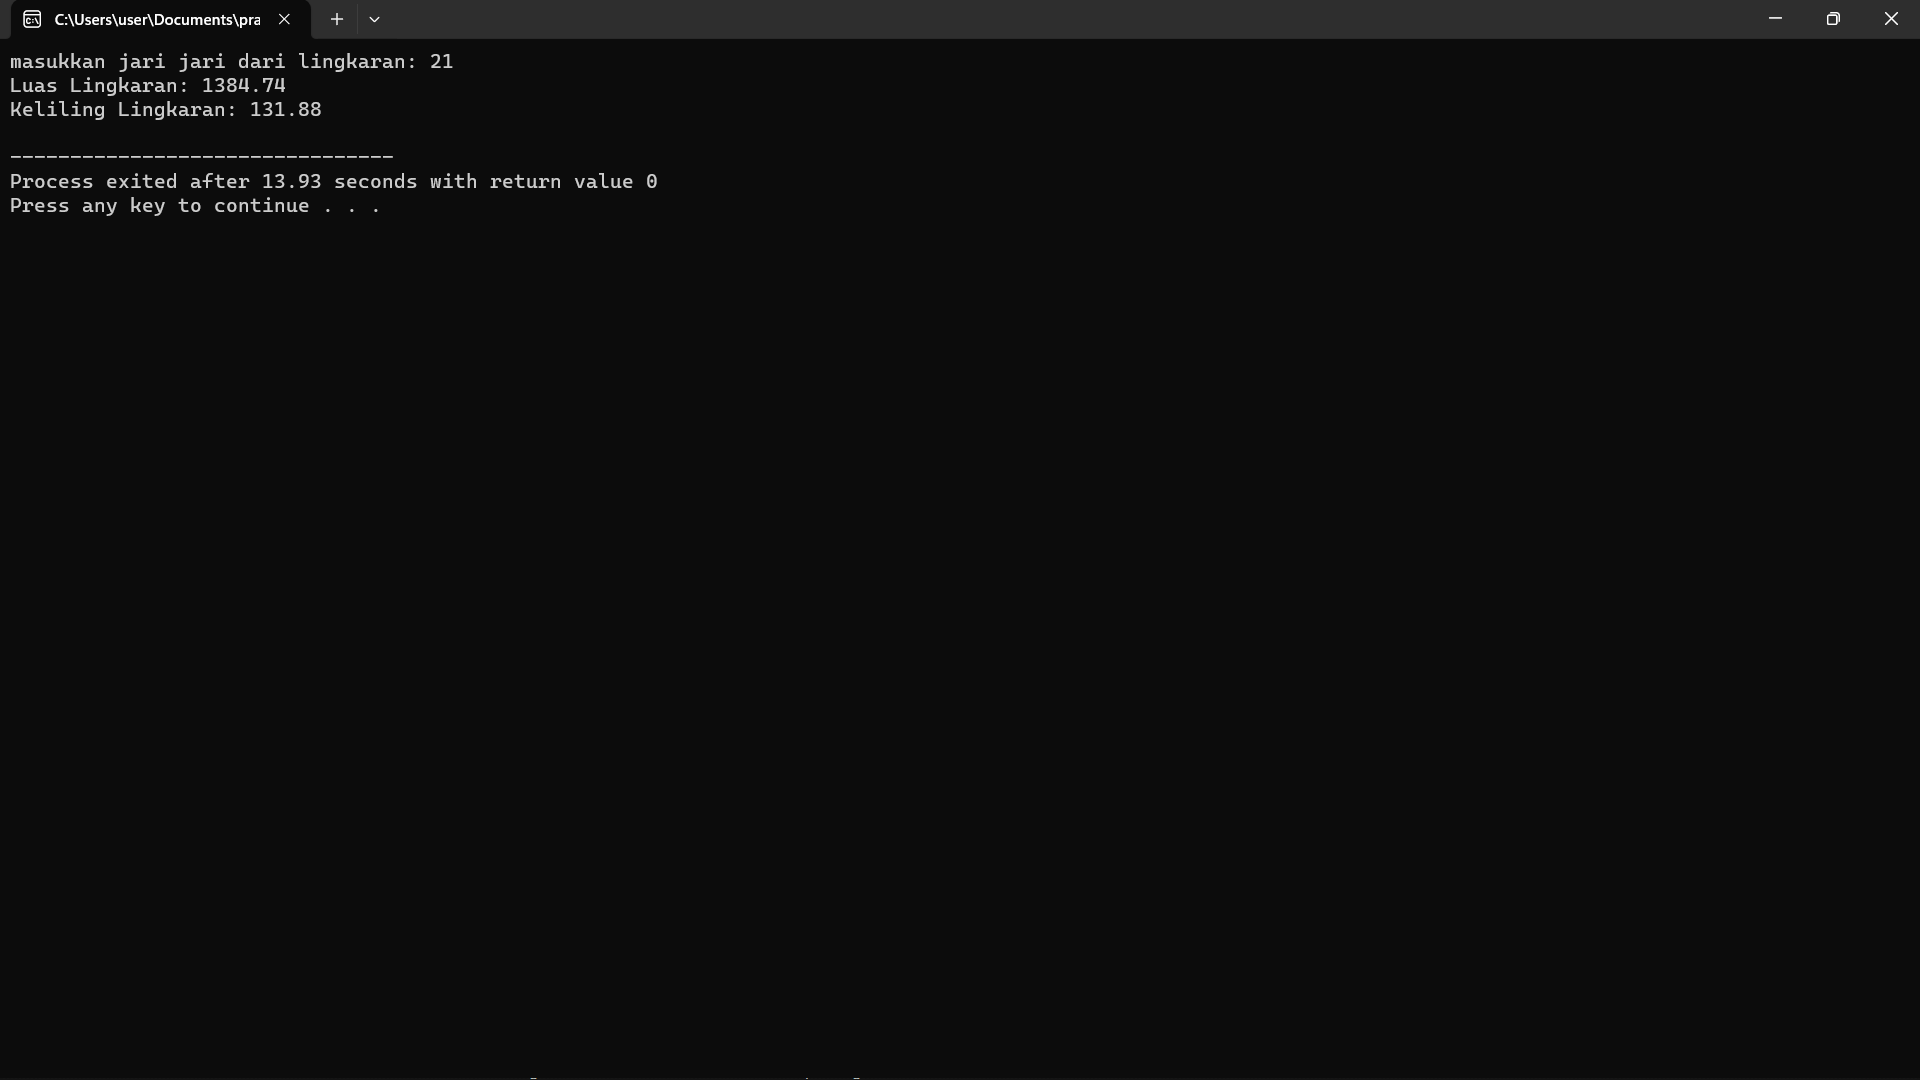 C:\Users\user\Documents\pra
masukkan jari jari dari lingkaran: 21
Luas Lingkaran: 1384.74
Keliling Lingkaran: 131.88
--------------------------------
Process exited after 13.93 seconds with return value 0
Press any key to continue . . .